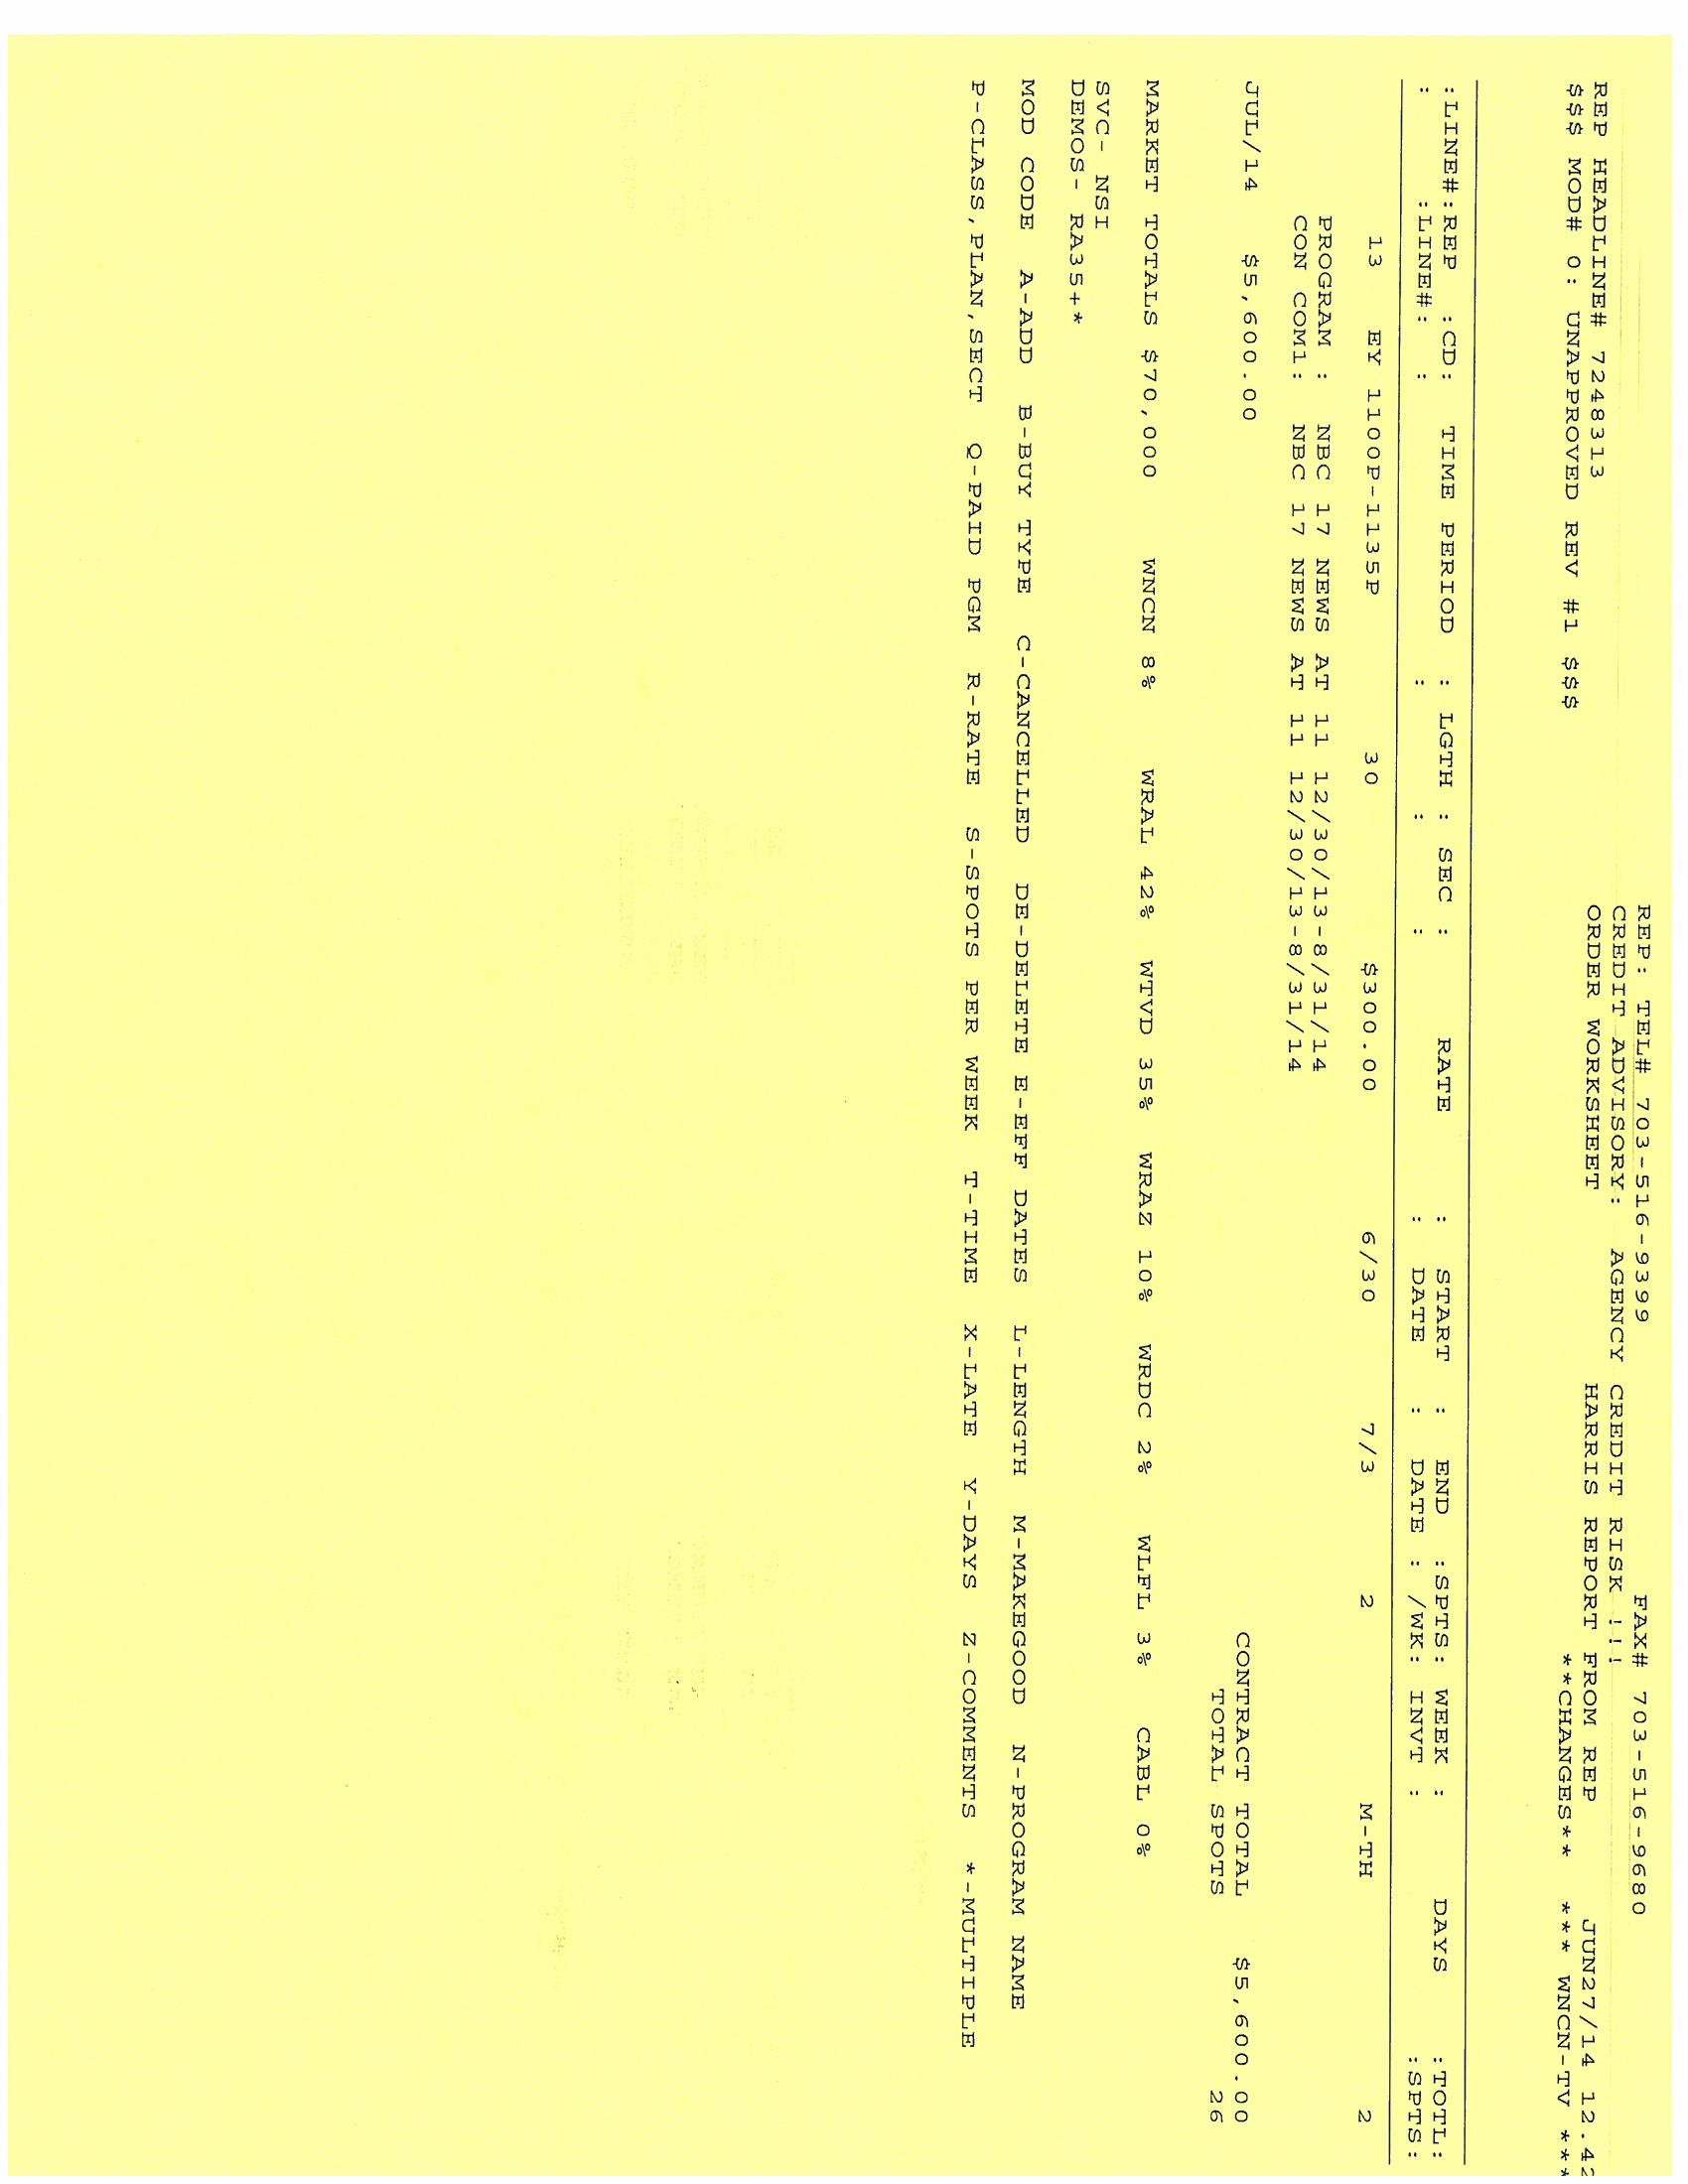 REP: TEL# 703-516-9399 FAX# 703-516-9680
CREDIT ADVISORY: AGENCY CREDIT RISK !!!
ORDER WORKSHEET HARRIS REPORT FROM REP JUN27/14 12.42
REP HEADLINE# 7248313 **CHANGES** *** WNCN-TV ***
$$$ MOD# 0: UNAPPROVED REV #1 $$$
:LINE#:REP :CD: TIME PERIOD : LGTH : SEC : RATE : START : END :SPTS: WEEK : DAYS :TOTL:
: :LINE#: : : : : : DATE : DATE : /WK: INVT : :SPTS:
13 EY 1100P-1135P 30 $300.00 6/30 7/3 2 M-TH 2
PROGRAM : NBC 17 NEWS AT 11 12/30/13-8/31/14
CON COM1: NBC 17 NEWS AT 11 12/30/13-8/31/14
JUL/14 $5,600.00 CONTRACT TOTAL $5,600.00
TOTAL SPOTS 26
MARKET TOTALS $70,000 WNCN 8% WRAL 42% WTVD 35% WRAZ 10% WRDC 2% WLFL 3% CABL 0%
SVC- NSI
DEMOS- RA35+*
MOD CODE A-ADD B-BUY TYPE C-CANCELLED DE-DELETE E-EFF DATES L-LENGTH M-MAKEGOOD N-PROGRAM NAME
P-CLASS,PLAN,SECT Q-PAID PGM R-RATE S-SPOTS PER WEEK T-TIME X-LATE Y-DAYS Z-COMMENTS *-MULTIPLE